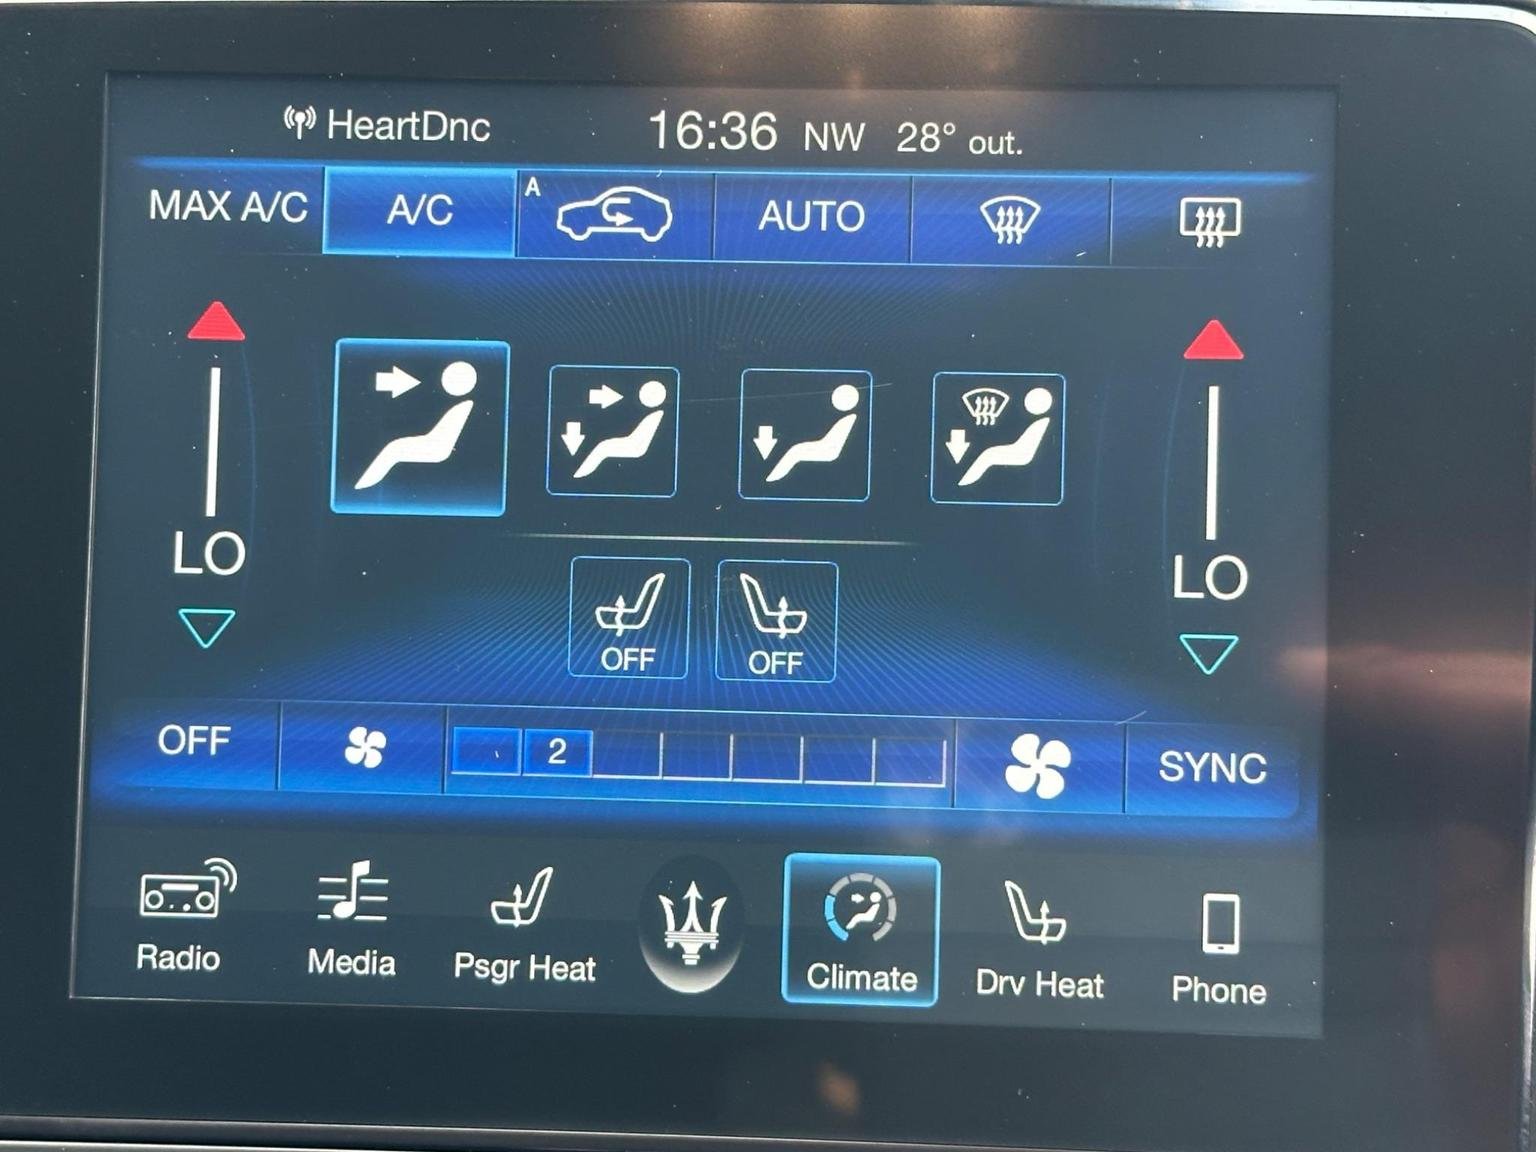 HeartDnc 16:36 NW 28° out.
MAX A/C A/C A AUTO
LO LO
OFF OFF
OFF 2 SYNC
Radio Media Psgr Heat Climate Drv Heat Phone